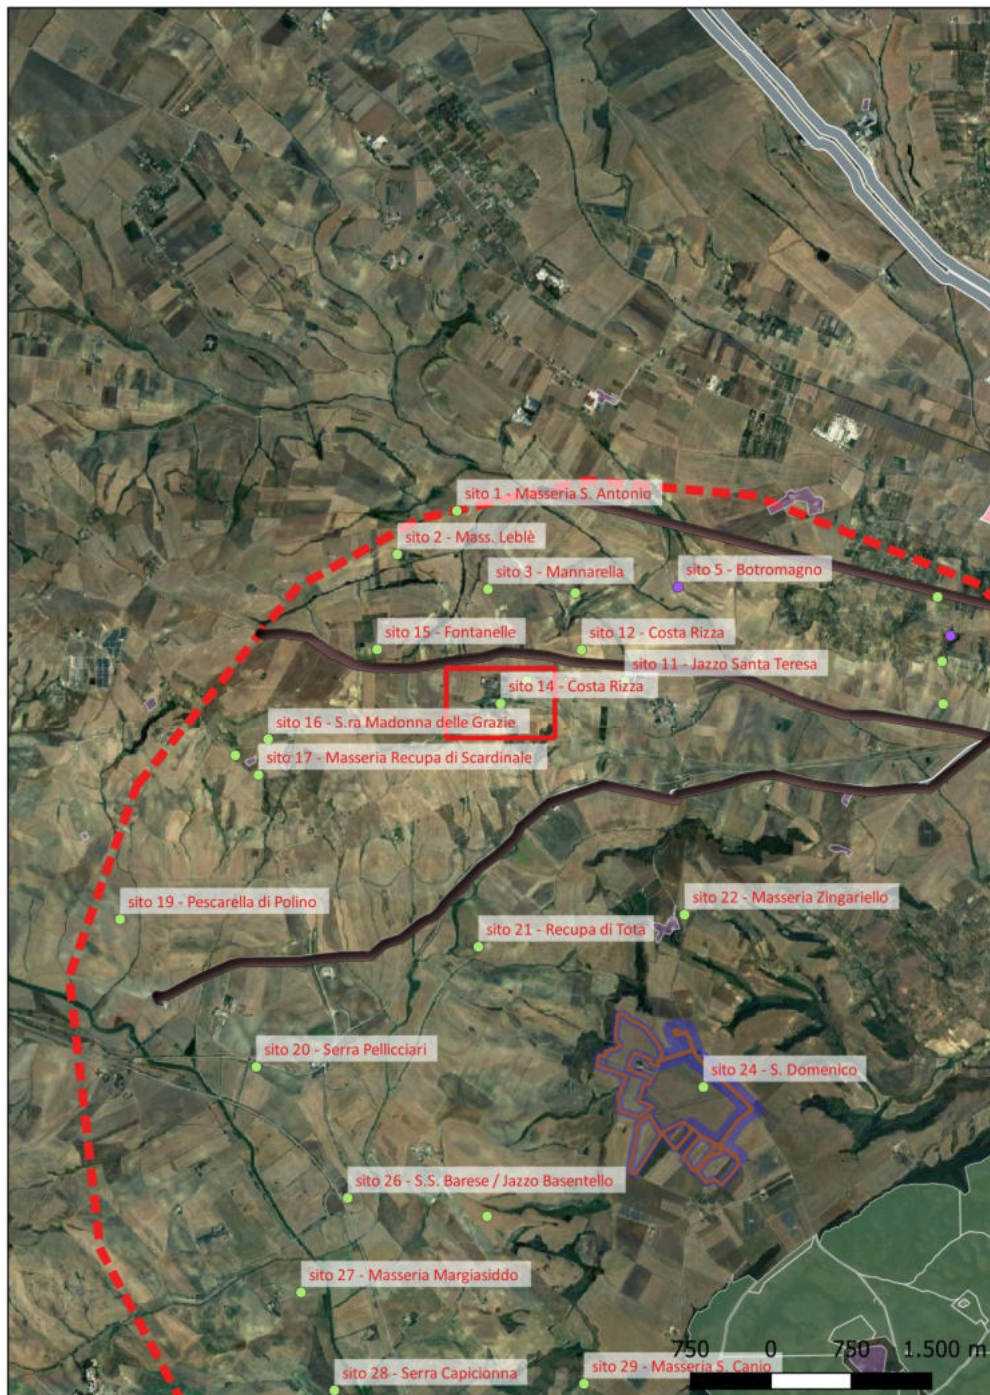 sito 1 - Masseria S. Antonio
sito 2 - Mass. Leblè
sito 3 - Mannarella
sito 5 - Botromagno
sito 15 - Fontanelle
sito 12 - Costa Rizza
sito 11 - Jazzo Santa Teresa
sito 14 - Costa Rizza
sito 16 - S.ra Madonna delle Grazie
sito 17 - Masseria Recupa di Scardinale
sito 22 - Masseria Zingariello
sito 19 - Pescarella di Polino
sito 21 - Recupa di Tota
sito 20 - Serra Pellicciari
sito 24 - S. Domenico
sito 26 - S.S. Barese / Jazzo Basentello
sito 27 - Masseria Margiasiddo
750 0 750 1.500 m
sito 29 - Masseria S. Canio
sito 28 - Serra Capicionna